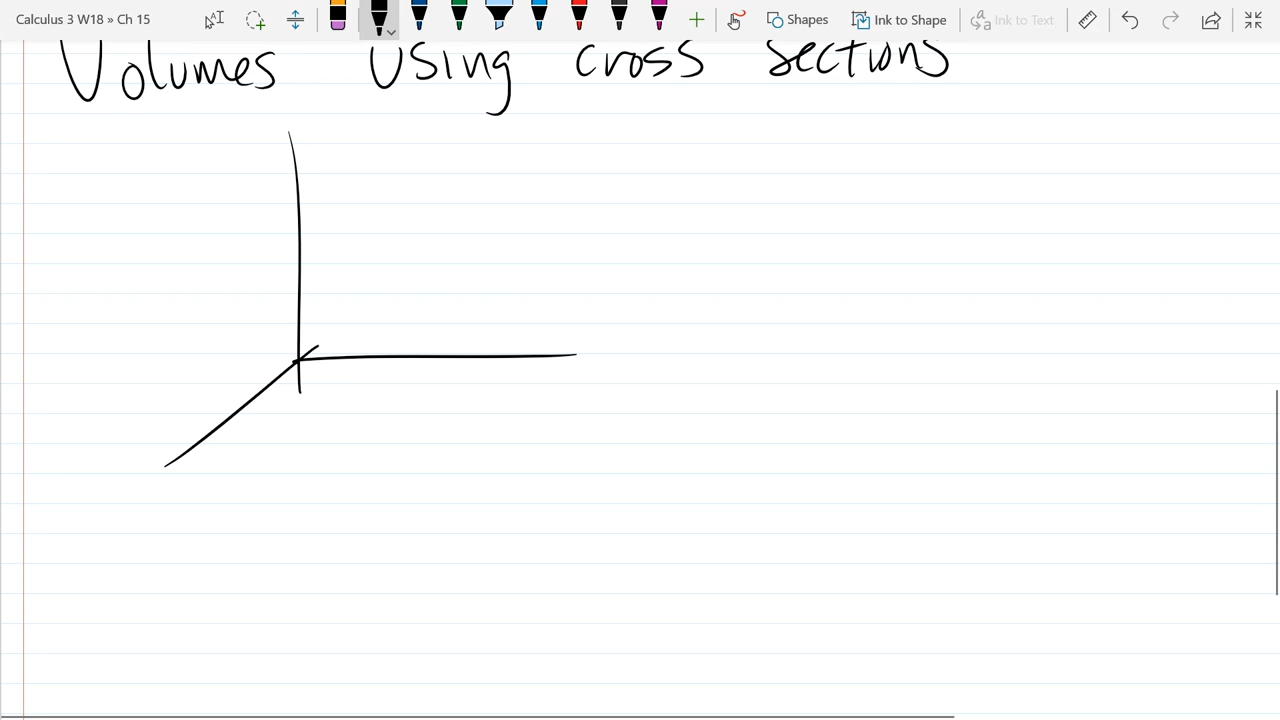 Calculus 3 W18 » Ch 15 Shapes Ink to Shape Ink to Text
Volumes Using cross sections